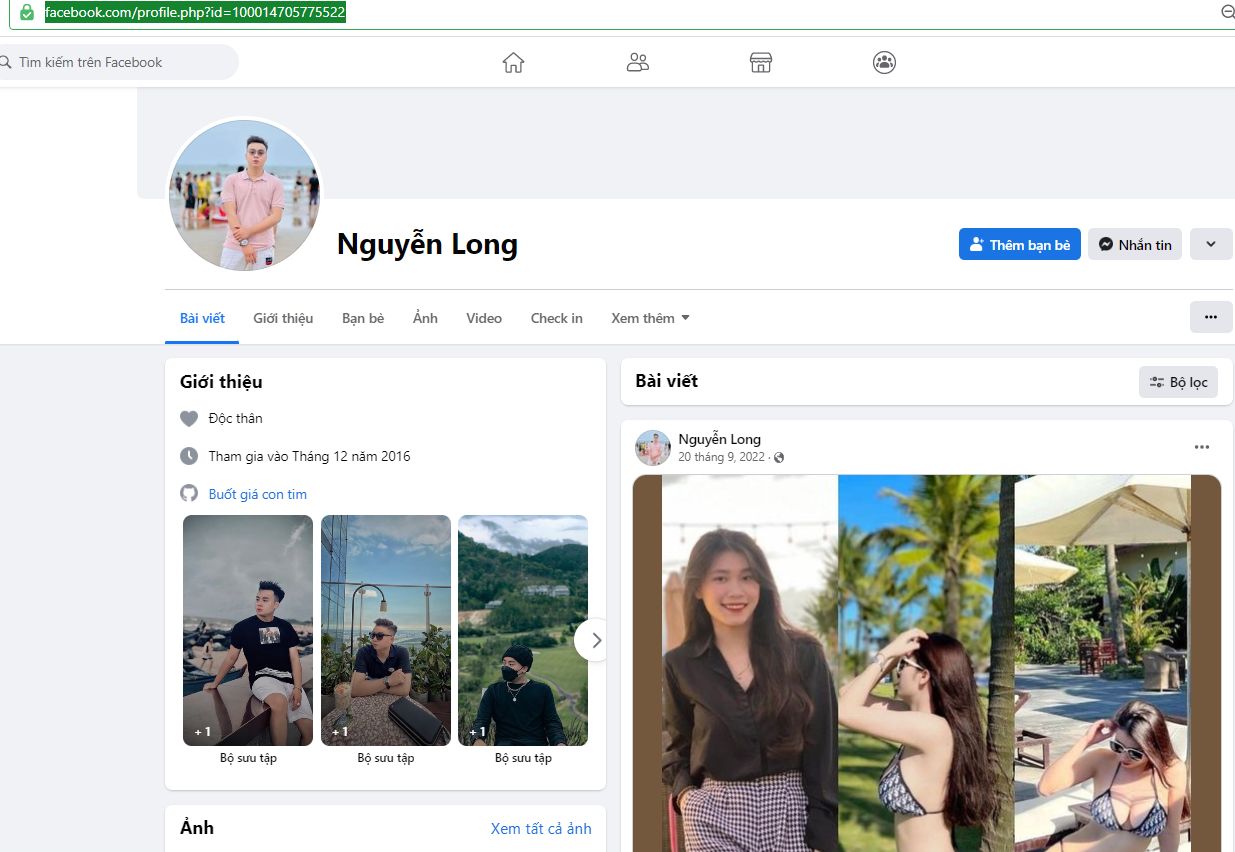 facebook.com/profile.php?id=100014705775522
Tìm kiếm trên Facebook
Nguyễn Long
Thêm bạn bè
Nhắn tin
Bài viết
Giới thiệu
Bạn bè
Ảnh
Video
Check in
Xem thêm
Giới thiệu
Độc thân
Tham gia vào Tháng 12 năm 2016
Buốt giá con tim
+1
+1
+1
Bộ sưu tập
Bộ sưu tập
Bộ sưu tập
Ảnh
Xem tất cả ảnh
Bài viết
Bộ lọc
Nguyễn Long
20 tháng 9, 2022 ·